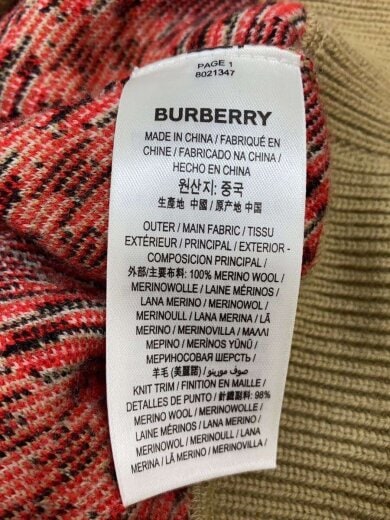 PAGE 1
8021347
BURBERRY
MADE IN CHINA / FABRIQUÉ EN
CHINE / FABRICADO NA CHINA /
HECHO EN CHINA
원산지: 중국
生產地 中國 / 原产地 中国
OUTER / MAIN FABRIC / TISSU
EXTÉRIEUR / PRINCIPAL / EXTERIOR -
COMPOSICION PRINCIPAL /
外部/主要布料: 100% MERINO WOOL /
MERINOWOLLE / LAINE MÉRINOS /
LANA MERINO / MERINOWOL /
MERINOULL / LANA MERINA / LÃ
MERINO / MERINOVILLA / ΜΑΛΛΙ
ΜΕΡΙΝΟ / MERİNOS YÜNÜ /
МЕРИНОСОВАЯ ШЕРСТЬ /
羊毛 (美麗諾) / صوف مورينو /
KNIT TRIM / FINITION EN MAILLE /
DETALLES DE PUNTO / 針織副料: 98%
MERINO WOOL / MERINOWOLLE /
LAINE MÉRINOS / LANA MERINO /
MERINOWOL / MERINOULL / LANA
MERINA / LÃ MERINO / MERINOVILLA /